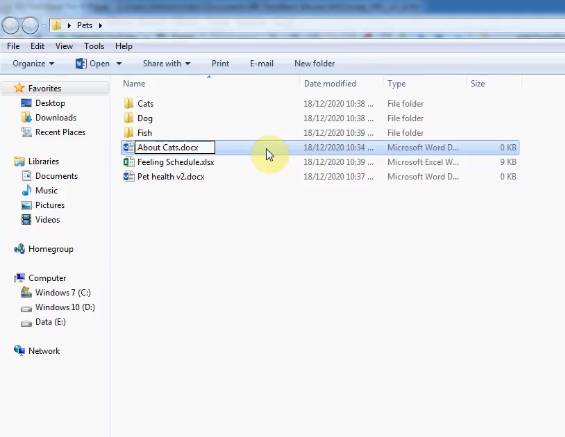 Pets
File Edit View Tools Help
Organize Open Share with Print E-mail New folder
Favorites
Desktop
Downloads
Recent Places
Libraries
Documents
Music
Pictures
Videos
Homegroup
Computer
Windows 7 (C:)
Windows 10 (D:)
Data (E:)
Network
Name Date modified Type Size
Cats 18/12/2020 10:38 ... File folder
Dog 18/12/2020 10:38 ... File folder
Fish 18/12/2020 10:39 ... File folder
About Cats.docx 18/12/2020 10:34 ... Microsoft Word D... 0 KB
Feeling Schedule.xlsx 18/12/2020 10:39 ... Microsoft Excel W... 9 KB
Pet health v2.docx 18/12/2020 10:37 ... Microsoft Word D... 0 KB